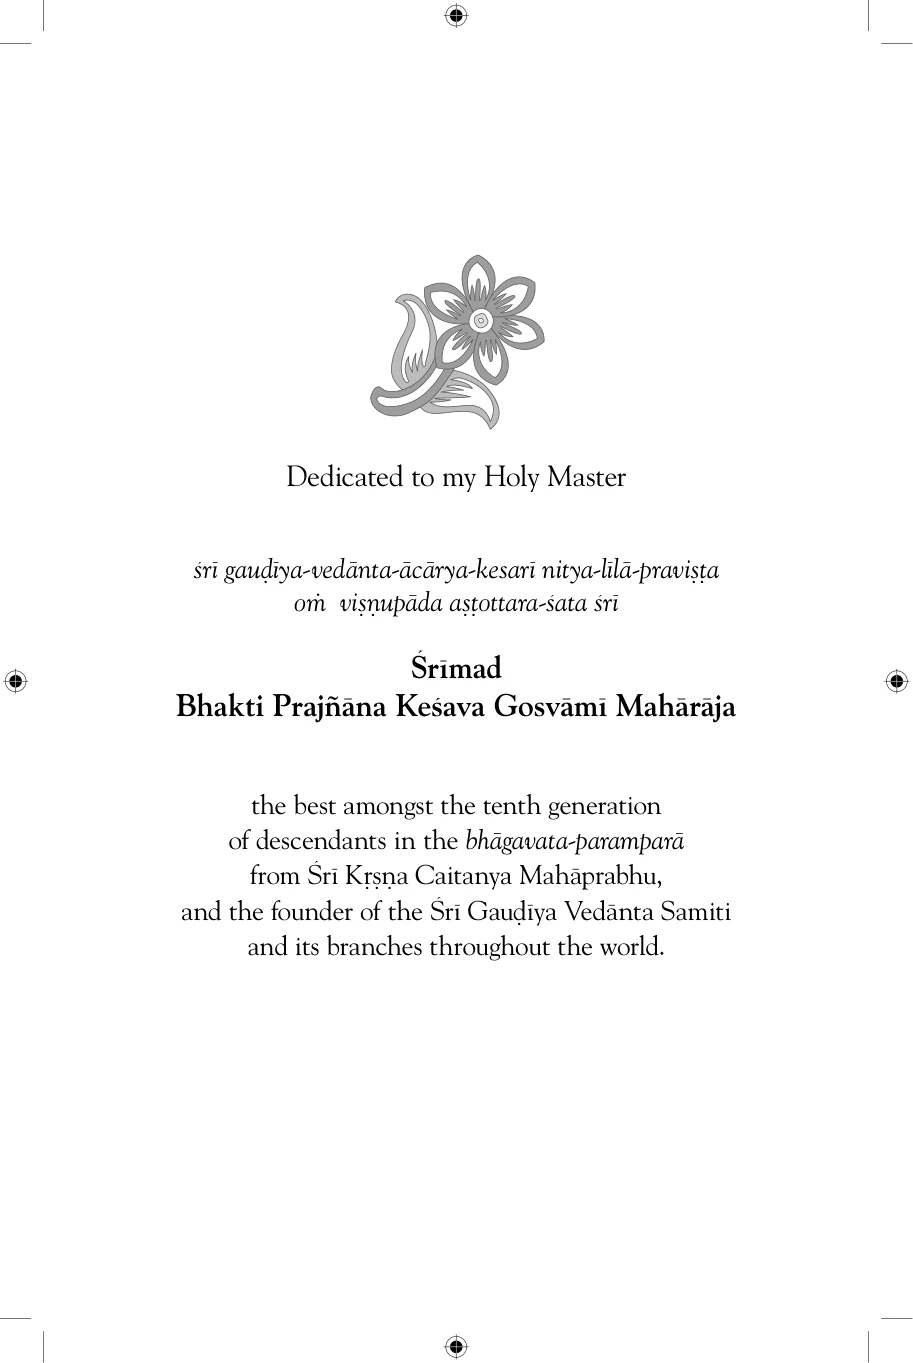 Dedicated to my Holy Master
śrī gauḍīya-vedānta-ācārya-kesarī nitya-līlā-praviṣṭa
oṁ viṣṇupāda aṣṭottara-śata śrī
Śrīmad
Bhakti Prajñāna Keśava Gosvāmī Mahārāja
the best amongst the tenth generation
of descendants in the bhāgavata-paramparā
from Śrī Kṛṣṇa Caitanya Mahāprabhu,
and the founder of the Śrī Gauḍīya Vedānta Samiti
and its branches throughout the world.